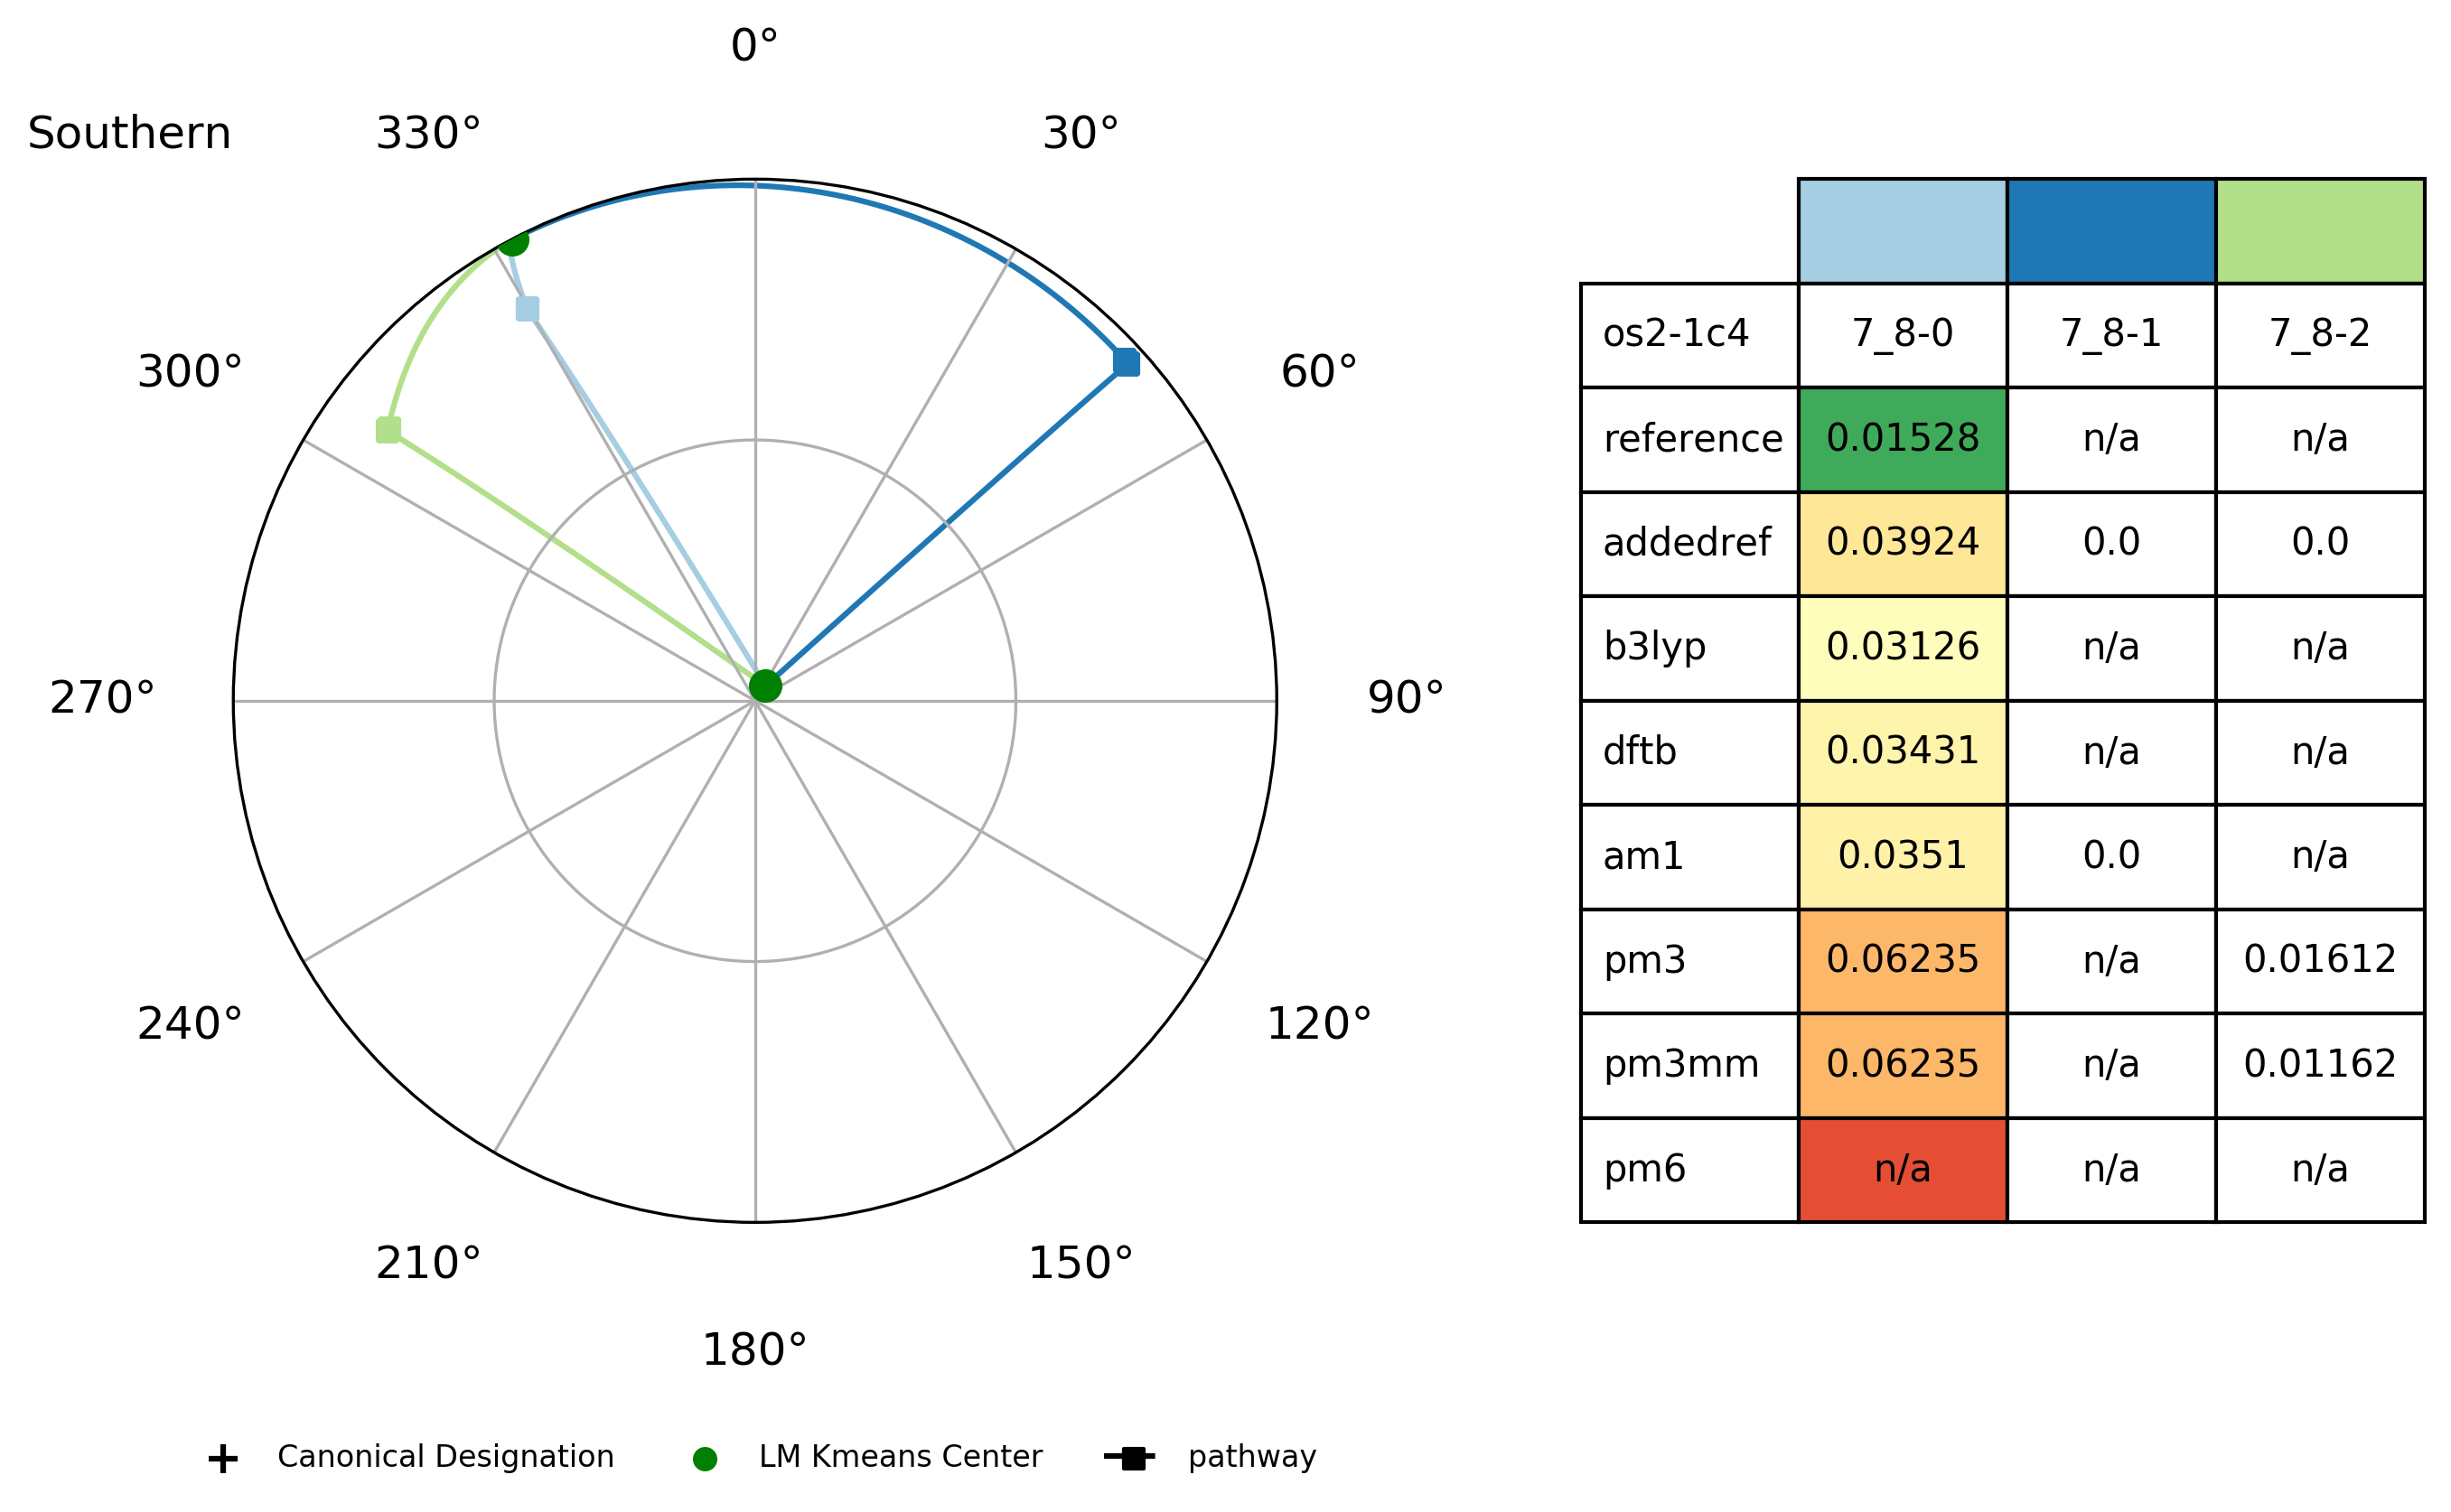 0°
Southern 330° 30°
300° 60°
270° 90°
240° 120°
210° 150°
180°
os2-1c4 7_8-0 7_8-1 7_8-2
reference 0.01528 n/a n/a
addedref 0.03924 0.0 0.0
b3lyp 0.03126 n/a n/a
dftb 0.03431 n/a n/a
am1 0.0351 0.0 n/a
pm3 0.06235 n/a 0.01612
pm3mm 0.06235 n/a 0.01162
pm6 n/a n/a n/a
Canonical Designation LM Kmeans Center pathway